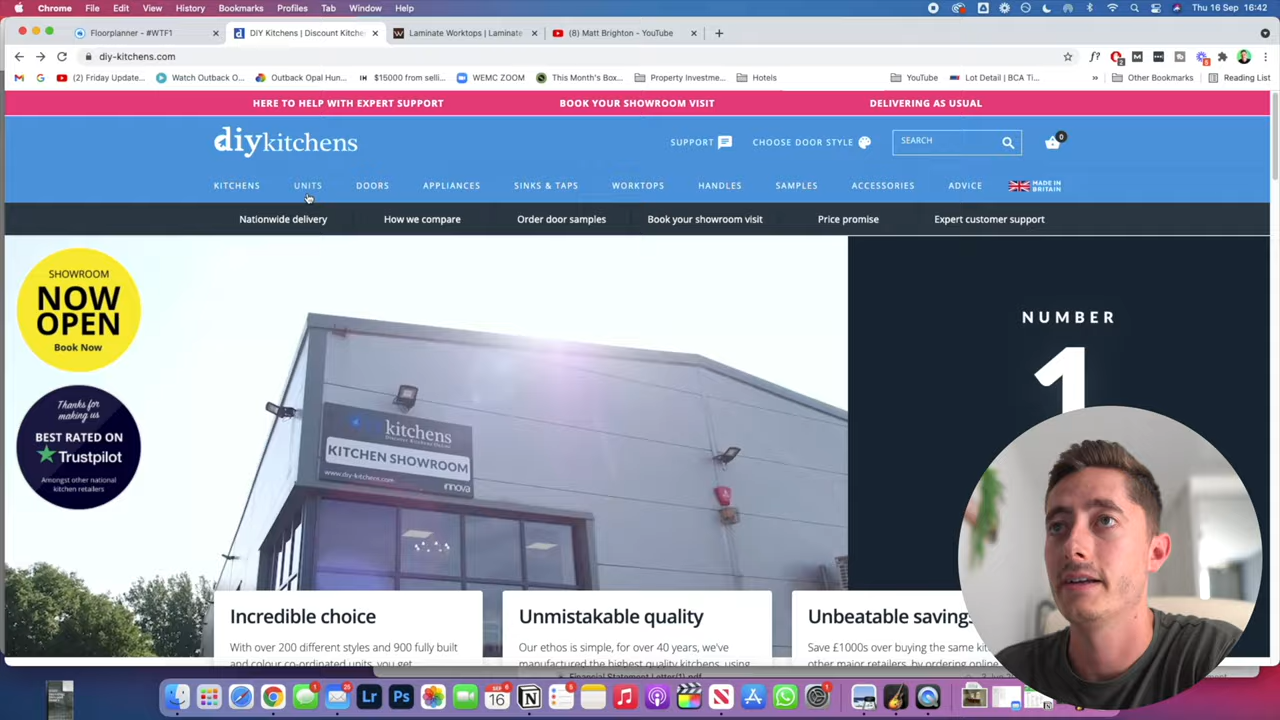 Chrome File Edit View History Bookmarks Profiles Tab Window Help Thu 16 Sep 16:42
Floorplanner - #WTF1 DIY Kitchens | Discount Kitche Laminate Worktops | Laminate (8) Matt Brighton - YouTube
diy-kitchens.com
(2) Friday Update... Watch Outback O... Outback Opal Hun... $15000 from selli... WEMC ZOOM This Month's Box... Property Investme... Hotels YouTube Lot Detail | BCA Ti... » Other Bookmarks Reading List
HERE TO HELP WITH EXPERT SUPPORT BOOK YOUR SHOWROOM VISIT DELIVERING AS USUAL
diykitchens SUPPORT CHOOSE DOOR STYLE SEARCH 0
KITCHENS UNITS DOORS APPLIANCES SINKS & TAPS WORKTOPS HANDLES SAMPLES ACCESSORIES ADVICE MADE IN BRITAIN
Nationwide delivery How we compare Order door samples Book your showroom visit Price promise Expert customer support
SHOWROOM
NOW
OPEN
Book Now
Thanks for
making us
BEST RATED ON
Trustpilot
Amongst other national
kitchen retailers
kitchens
KITCHEN SHOWROOM
www.diy-kitchens.com
NUMBER
1
Incredible choice
With over 200 different styles and 900 fully built
and colour co-ordinated units, you get
Unmistakable quality
Our ethos is simple, for over 40 years, we've
manufactured the highest quality kitchens, using
Unbeatable savings
Save £1000s over buying the same kit
other major retailers, by ordering online